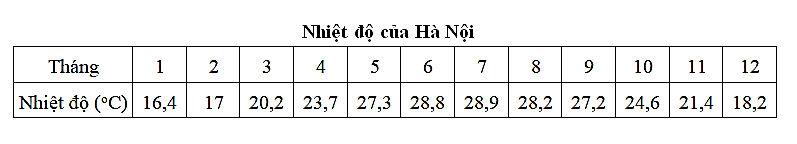 Nhiệt độ của Hà Nội
Tháng 1 2 3 4 5 6 7 8 9 10 11 12
Nhiệt độ (°C) 16,4 17 20,2 23,7 27,3 28,8 28,9 28,2 27,2 24,6 21,4 18,2